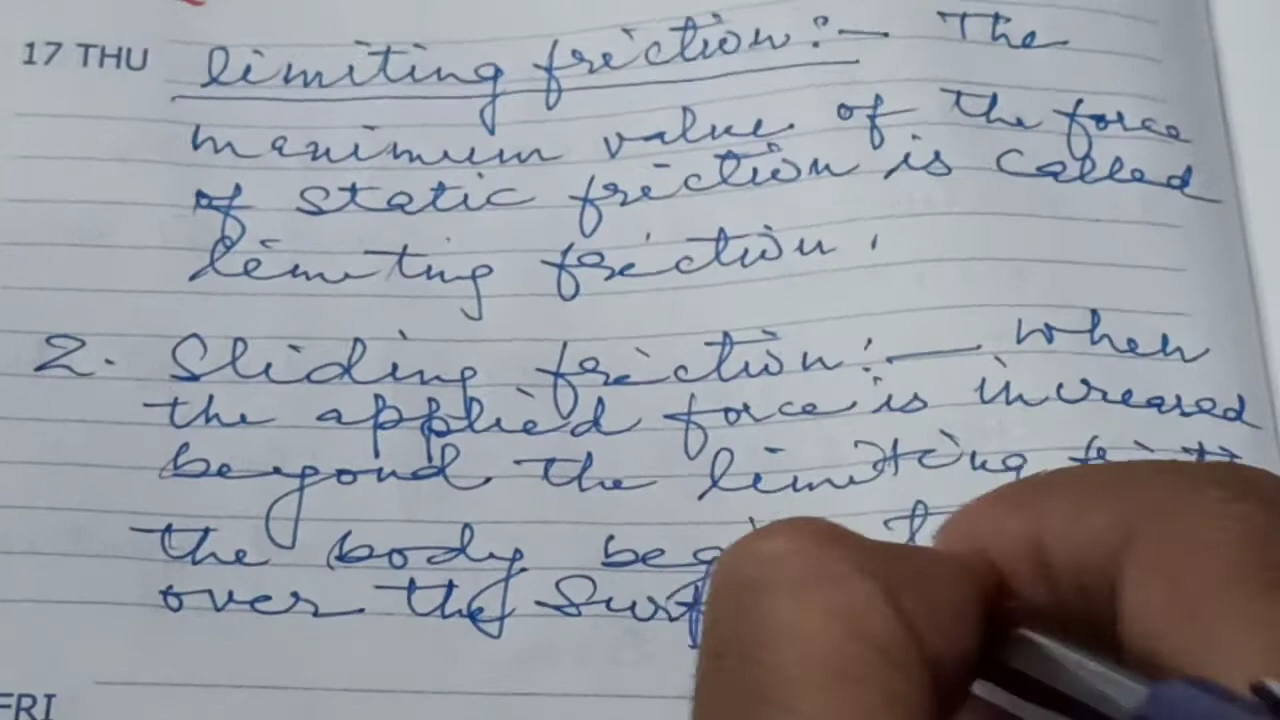 17 THU limiting friction :- The
maximum value of the force
of static friction is called
limiting friction.
2. Sliding friction :- When
the applied force is increased
beyond the limiting
the body
over the
FRI